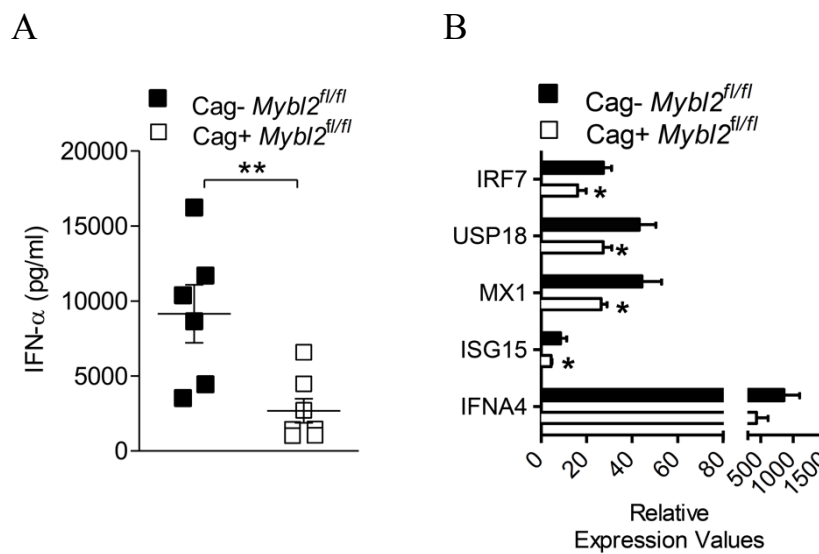 A
Cag- Mybl2fl/fl
Cag+ Mybl2fl/fl
20000
**
15000
10000
5000
0
IFN-α (pg/ml)
B
Cag- Mybl2fl/fl
Cag+ Mybl2fl/fl
IRF7
*
USP18
*
MX1
*
ISG15
*
IFNA4
0
20
40
60
80
500
1000
1500
Relative
Expression Values